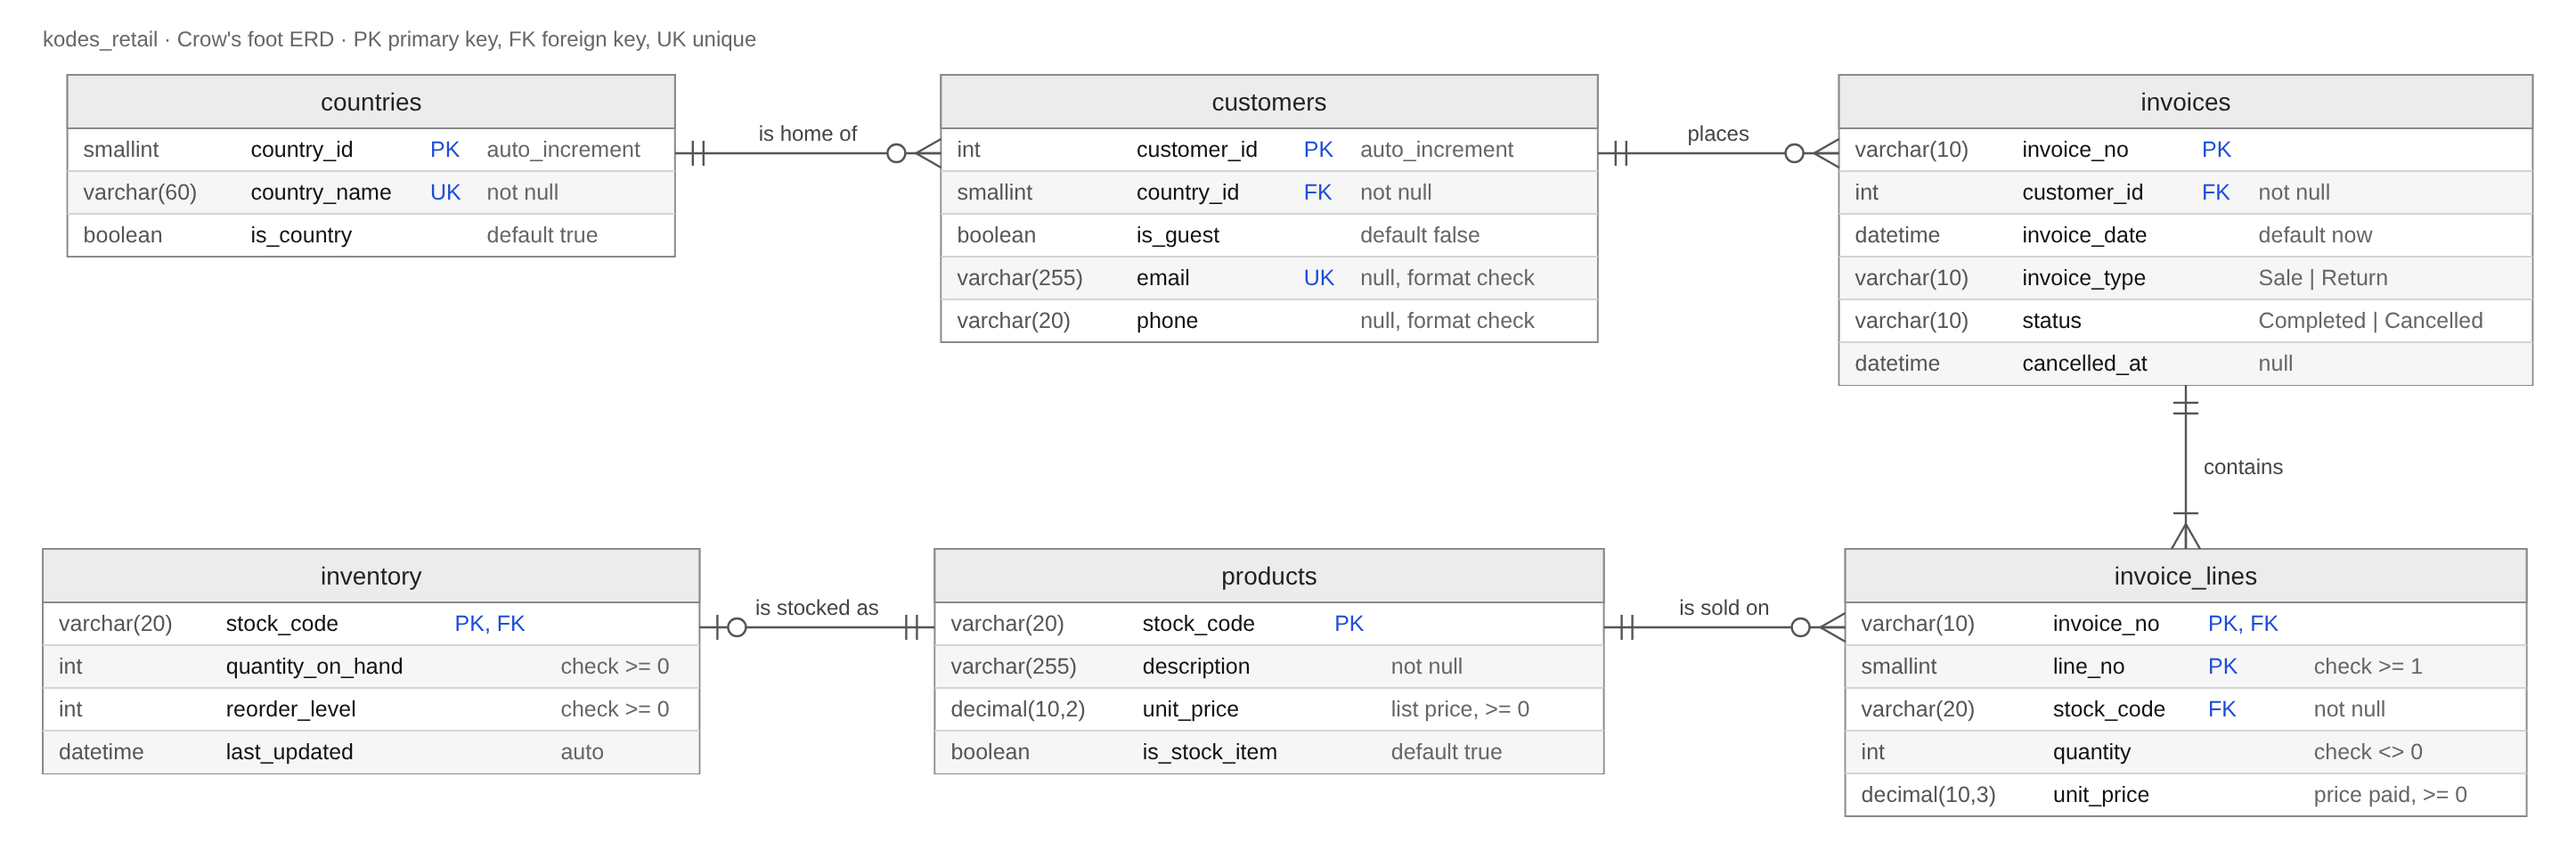 kodes_retail · Crow's foot ERD · PK primary key, FK foreign key, UK unique
countries
smallint country_id PK auto_increment
varchar(60) country_name UK not null
boolean is_country default true
is home of
customers
int customer_id PK auto_increment
smallint country_id FK not null
boolean is_guest default false
varchar(255) email UK null, format check
varchar(20) phone null, format check
places
invoices
varchar(10) invoice_no PK
int customer_id FK not null
datetime invoice_date default now
varchar(10) invoice_type Sale | Return
varchar(10) status Completed | Cancelled
datetime cancelled_at null
contains
inventory
varchar(20) stock_code PK, FK
int quantity_on_hand check >= 0
int reorder_level check >= 0
datetime last_updated auto
is stocked as
products
varchar(20) stock_code PK
varchar(255) description not null
decimal(10,2) unit_price list price, >= 0
boolean is_stock_item default true
is sold on
invoice_lines
varchar(10) invoice_no PK, FK
smallint line_no PK check >= 1
varchar(20) stock_code FK not null
int quantity check <> 0
decimal(10,3) unit_price price paid, >= 0